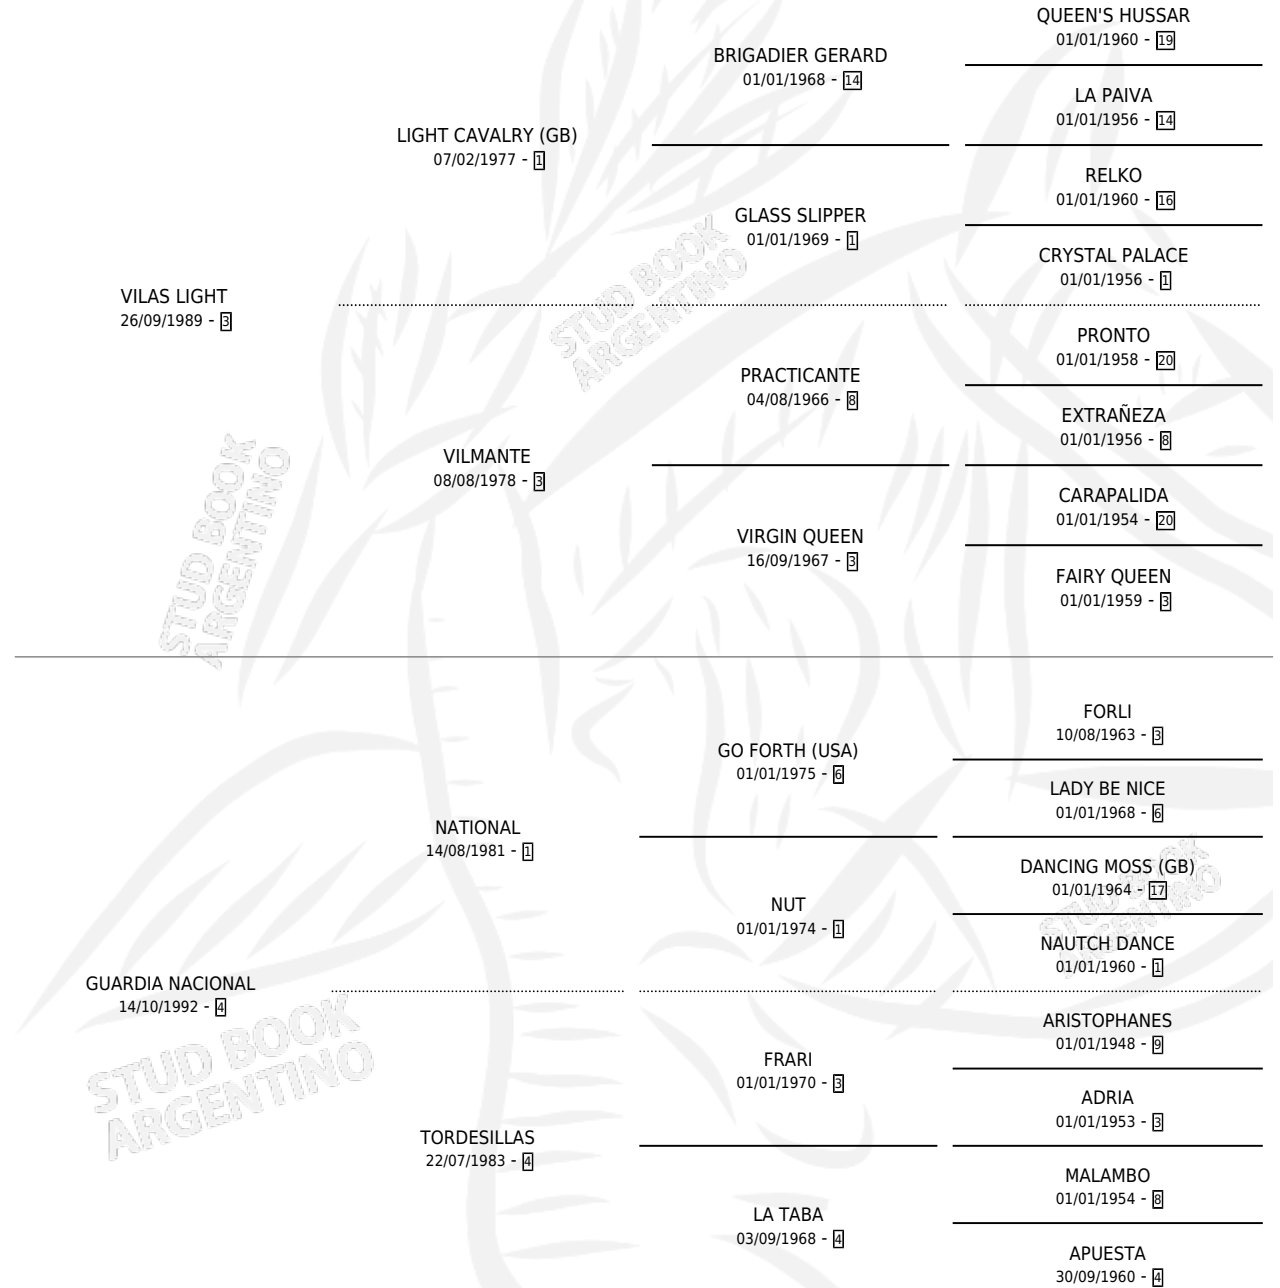 QUEEN'S HUSSAR
01/01/1960 - 19
BRIGADIER GERARD
01/01/1968 - 14
LA PAIVA
01/01/1956 - 14
LIGHT CAVALRY (GB)
07/02/1977 - 1
RELKO
01/01/1960 - 16
GLASS SLIPPER
01/01/1969 - 1
CRYSTAL PALACE
01/01/1956 - 1
VILAS LIGHT
26/09/1989 - 3
PRONTO
01/01/1958 - 20
PRACTICANTE
04/08/1966 - 8
EXTRAÑEZA
01/01/1956 - 8
VILMANTE
08/08/1978 - 3
CARAPALIDA
01/01/1954 - 20
VIRGIN QUEEN
16/09/1967 - 3
FAIRY QUEEN
01/01/1959 - 3
FORLI
10/08/1963 - 3
GO FORTH (USA)
01/01/1975 - 6
LADY BE NICE
01/01/1968 - 6
NATIONAL
14/08/1981 - 1
DANCING MOSS (GB)
01/01/1964 - 17
NUT
01/01/1974 - 1
NAUTCH DANCE
01/01/1960 - 1
GUARDIA NACIONAL
14/10/1992 - 4
ARISTOPHANES
01/01/1948 - 9
FRARI
01/01/1970 - 3
ADRIA
01/01/1953 - 3
TORDESILLAS
22/07/1983 - 4
MALAMBO
01/01/1954 - 8
LA TABA
03/09/1968 - 4
APUESTA
30/09/1960 - 4
STUD BOOK
ARGENTINO
STUD BOOK
ARGENTINO
STUD BOOK
ARGENTINO
STUD BOOK
ARGENTINO